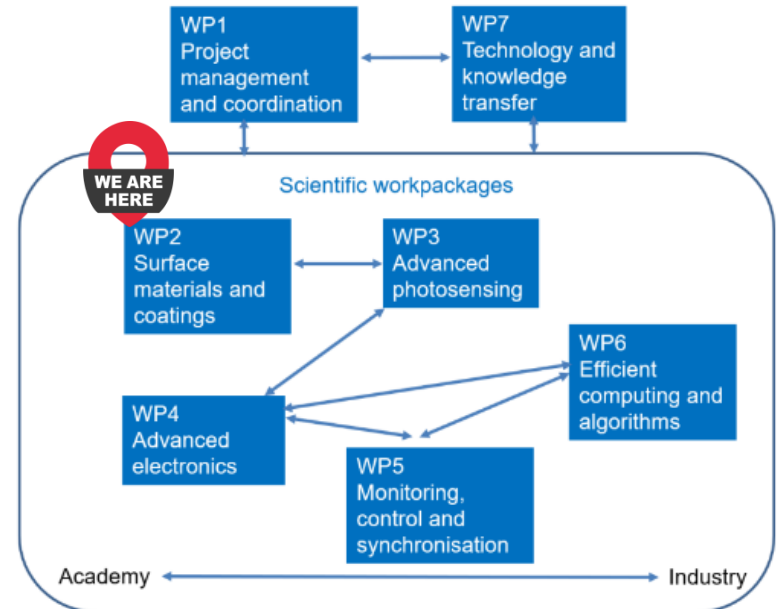 WP1
Project
management
and coordination
WP7
Technology and
knowledge
transfer
WE ARE
HERE
Scientific workpackages
WP2
Surface
materials and
coatings
WP3
Advanced
photosensing
WP6
Efficient
computing and
algorithms
WP4
Advanced
electronics
WP5
Monitoring,
control and
synchronisation
Academy
Industry